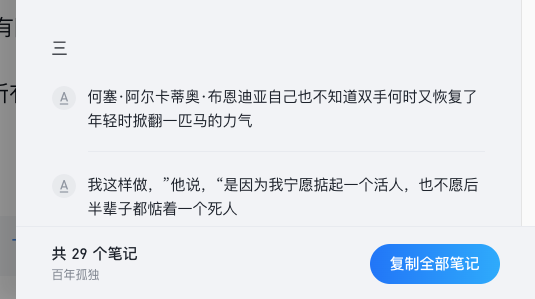 三
何塞·阿尔卡蒂奥·布恩迪亚自己也不知道双手何时又恢复了
年轻时掀翻一匹马的力气
我这样做，”他说，“是因为我宁愿掂起一个活人，也不愿后
半辈子都惦着一个死人
共 29 个笔记
百年孤独
复制全部笔记